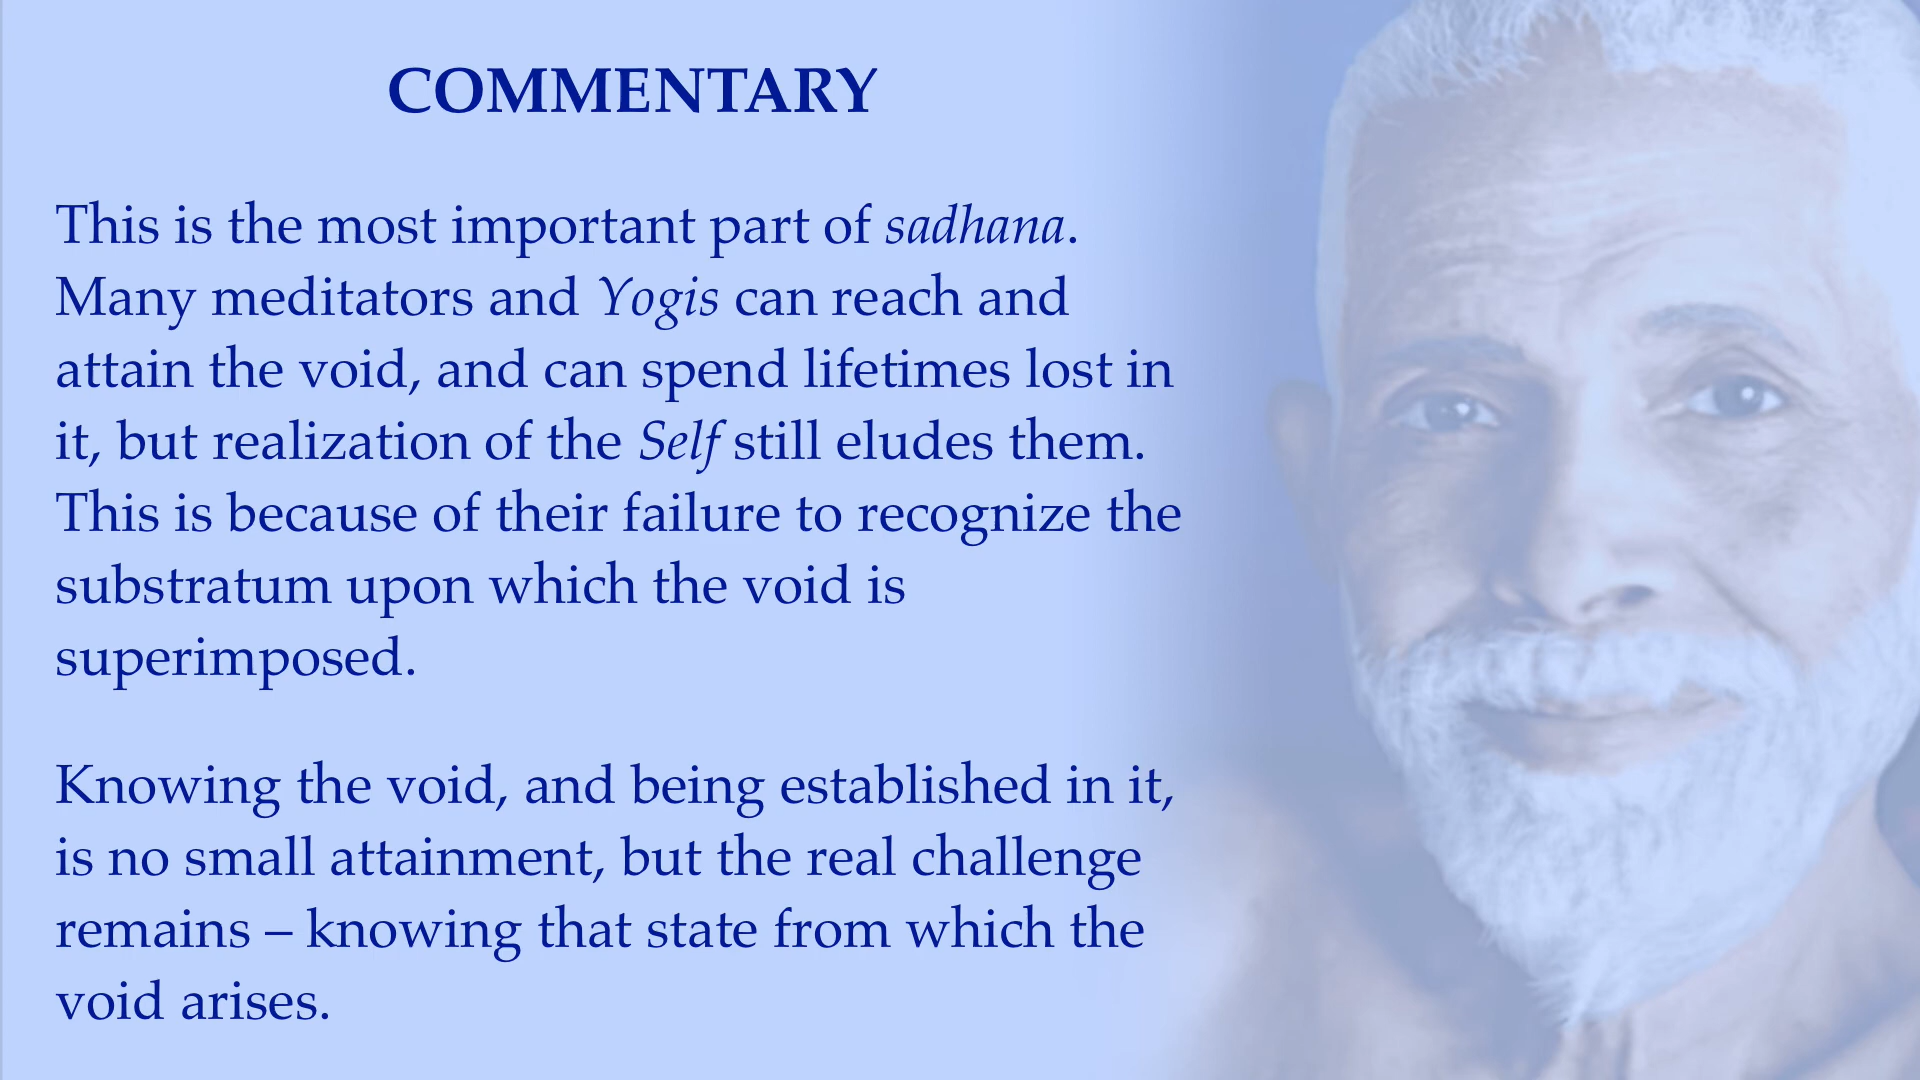 COMMENTARY
This is the most important part of sadhana.
Many meditators and Yogis can reach and
attain the void, and can spend lifetimes lost in
it, but realization of the Self still eludes them.
This is because of their failure to recognize the
substratum upon which the void is
superimposed.
Knowing the void, and being established in it,
is no small attainment, but the real challenge
remains – knowing that state from which the
void arises.